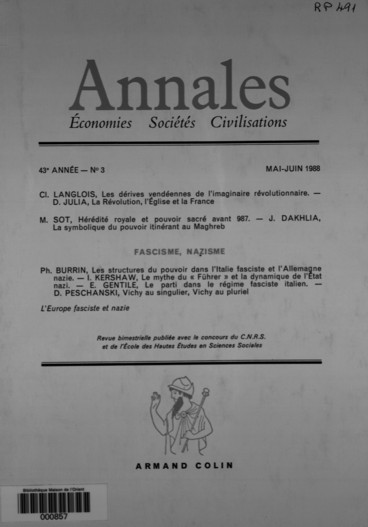 RP 491
Annales
Économies Sociétés Civilisations
43e ANNÉE — No 3 MAI-JUIN 1988
Cl. LANGLOIS, Les dérives vendéennes de l'imaginaire révolutionnaire. —
D. JULIA, La Révolution, l'Église et la France
M. SOT, Hérédité royale et pouvoir sacré avant 987. — J. DAKHLIA,
La symbolique du pouvoir itinérant au Maghreb
FASCISME, NAZISME
Ph. BURRIN, Les structures du pouvoir dans l'Italie fasciste et l'Allemagne
nazie. — I. KERSHAW, Le mythe du « Führer » et la dynamique de l'État
nazi. — E. GENTILE, Le parti dans le régime fasciste italien. —
D. PESCHANSKI, Vichy au singulier, Vichy au pluriel
L'Europe fasciste et nazie
Revue bimestrielle publiée avec le concours du C.N.R.S.
et de l'École des Hautes Études en Sciences Sociales
ARMAND COLIN
Bibliothèque Maison de l'Orient
000857